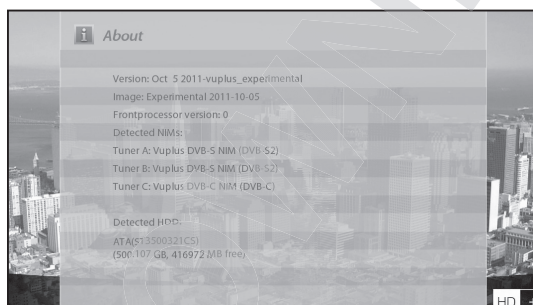 About
Version: Oct 5 2011-vuplus_experimental
Image: Experimental 2011-10-05
Frontprocessor version: 0
Detected NIMs:
Tuner A: Vuplus DVB-S NIM (DVB-S2)
Tuner B: Vuplus DVB-S NIM (DVB-S2)
Tuner C: Vuplus DVB-C NIM (DVB-C)
Detected HDD:
ATA(ST3500321CS)
(500.107 GB, 416972 MB free)
HD